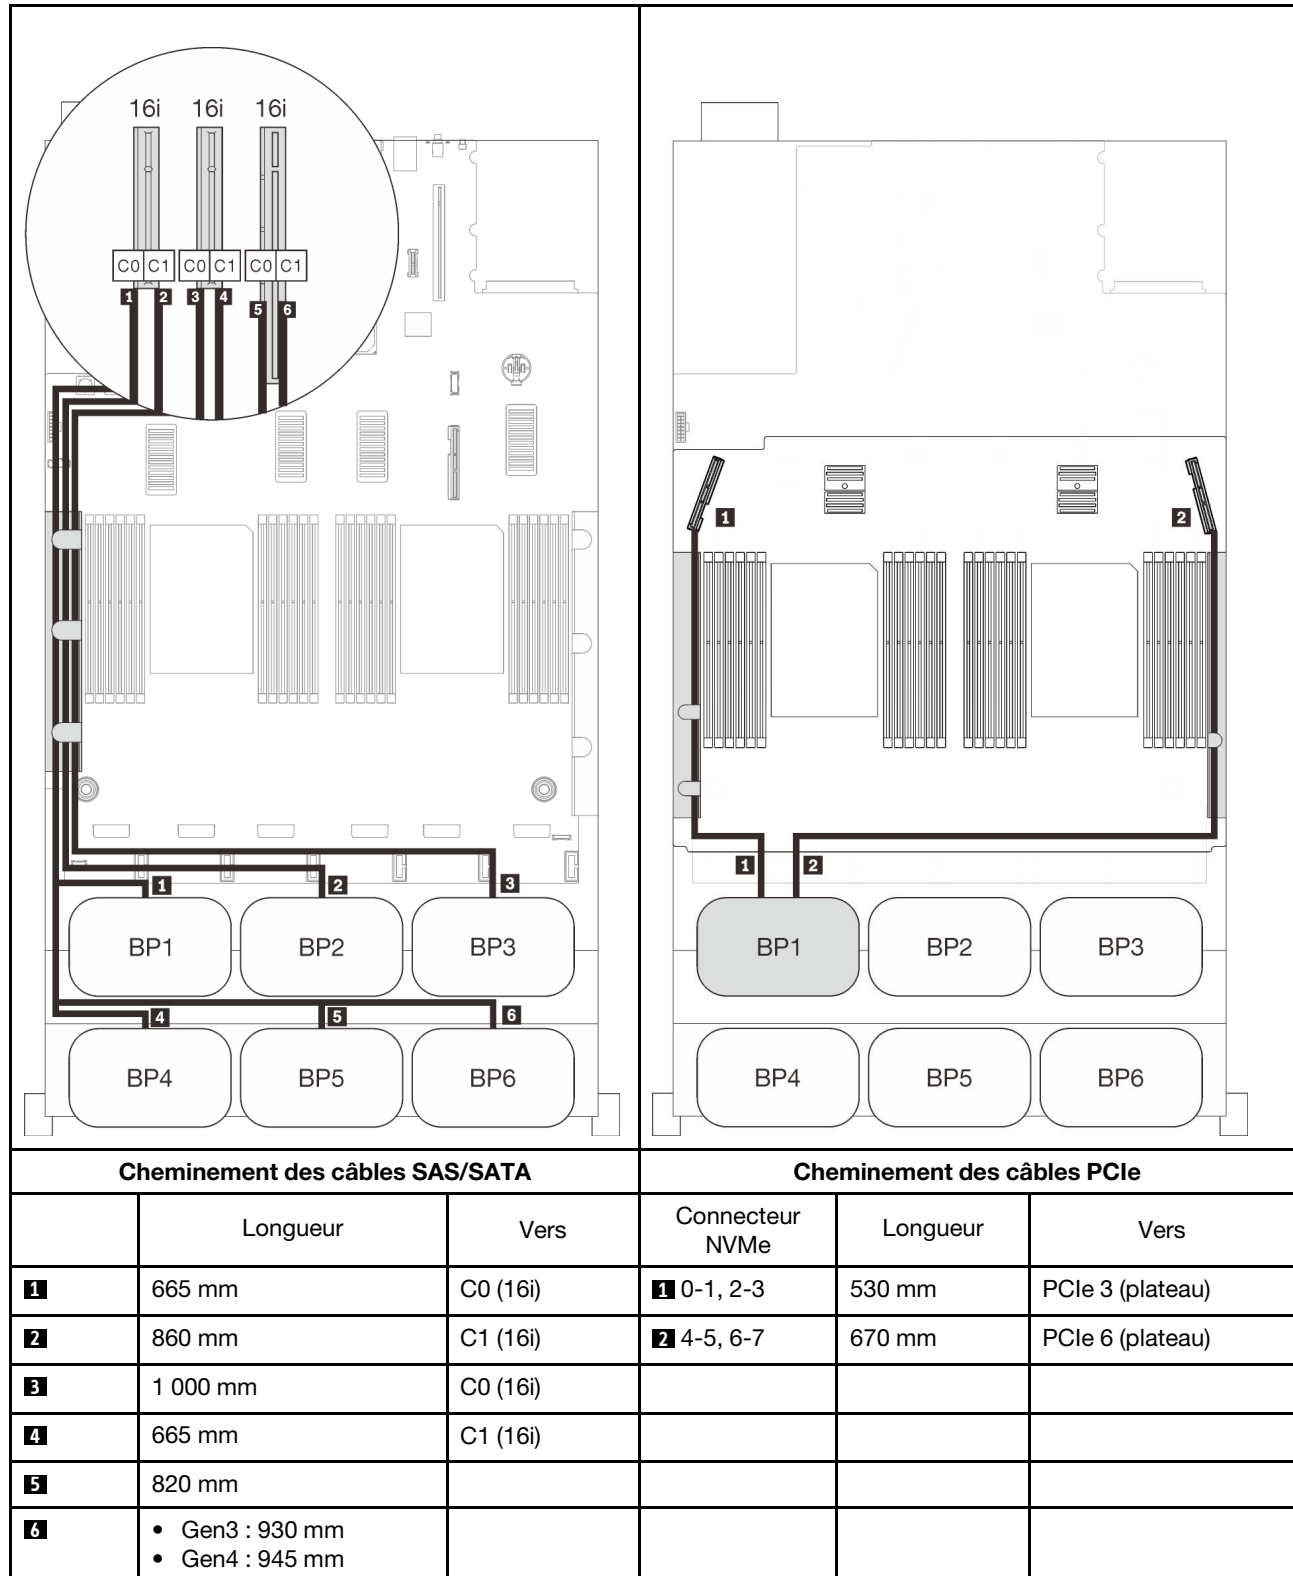 16i 16i 16i
C0 C1 C0 C1 C0 C1
1 2 3 4 5 6
1 2 3
BP1 BP2 BP3
4 5 6
BP4 BP5 BP6
1 2
1 2
BP1 BP2 BP3
BP4 BP5 BP6
Cheminement des câbles SAS/SATA
Cheminement des câbles PCIe
Longueur Vers Connecteur NVMe Longueur Vers
1 665 mm C0 (16i) 1 0-1, 2-3 530 mm PCIe 3 (plateau)
2 860 mm C1 (16i) 2 4-5, 6-7 670 mm PCIe 6 (plateau)
3 1 000 mm C0 (16i)
4 665 mm C1 (16i)
5 820 mm
6 • Gen3 : 930 mm
• Gen4 : 945 mm